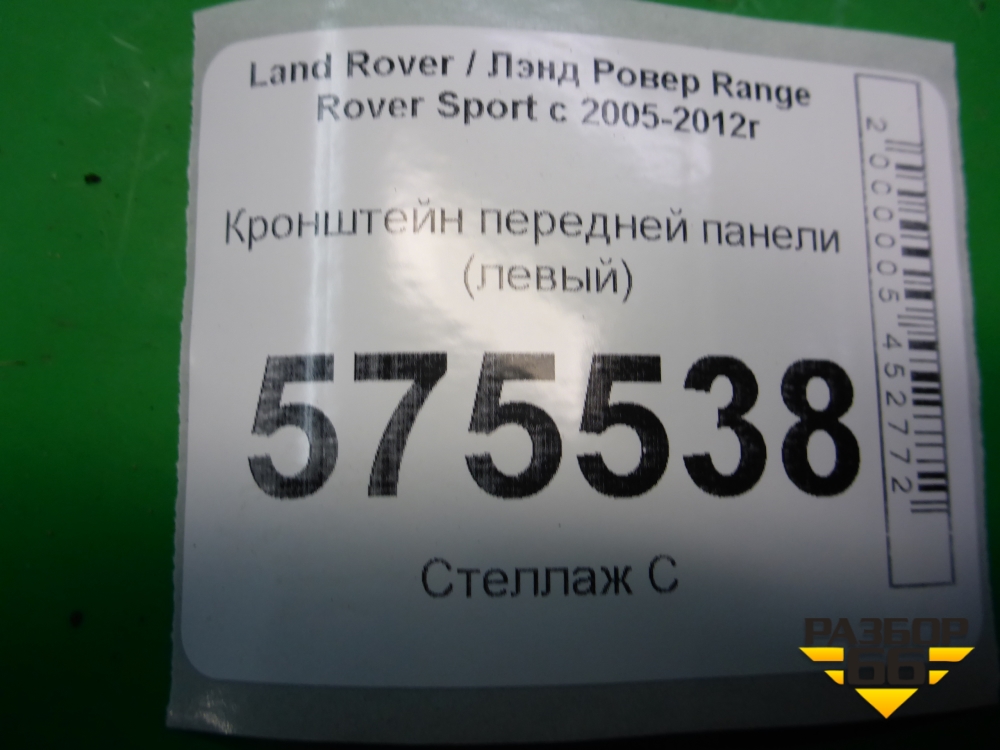 Land Rover / Лэнд Ровер Range
Rover Sport с 2005-2012г
Кронштейн передней панели
(левый)
575538
Стеллаж С
2000005452772
РАЗБОР
66